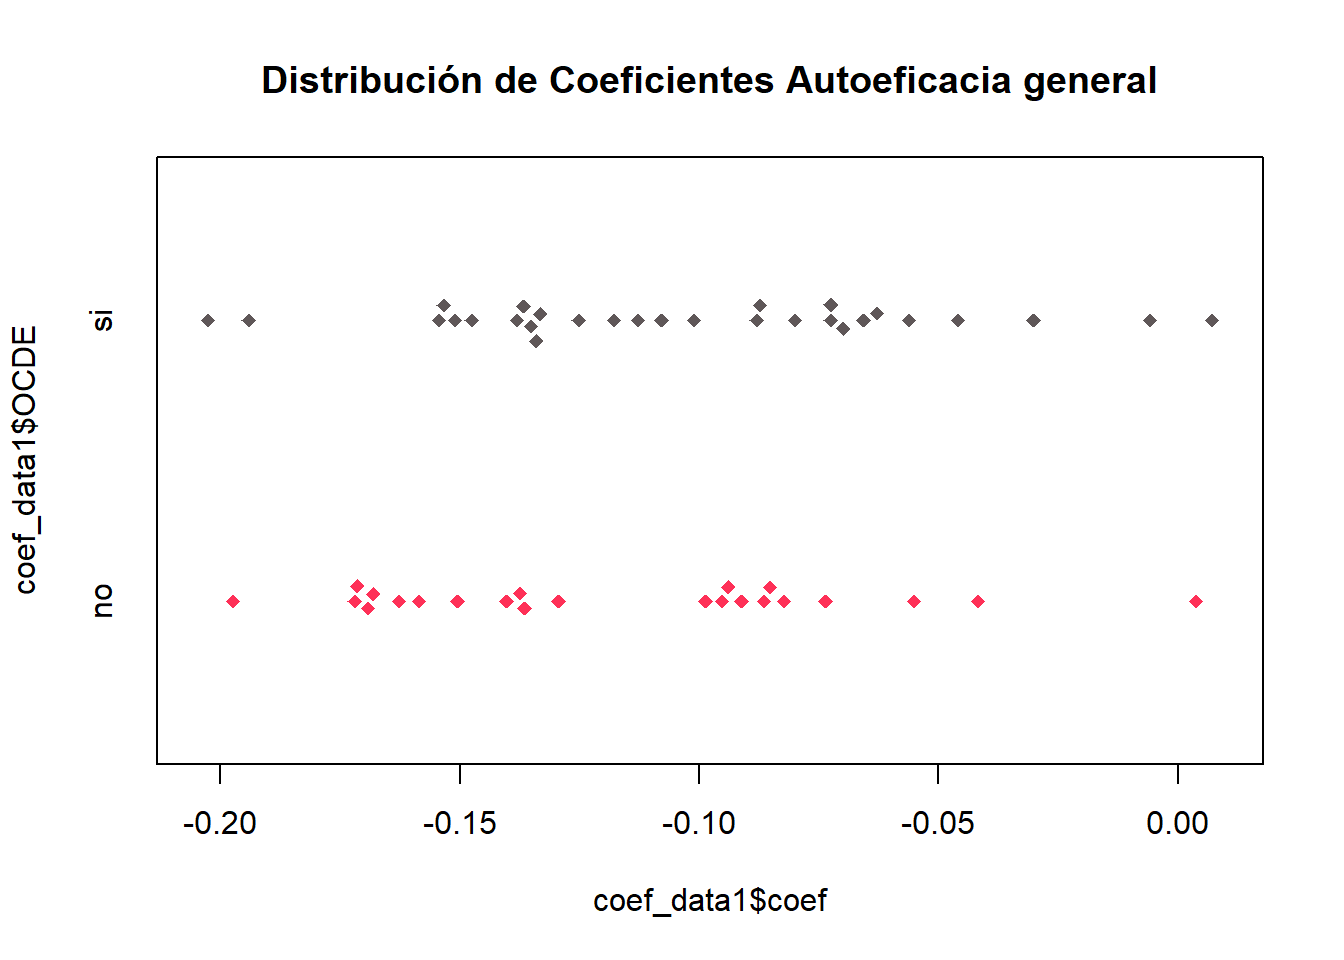 Distribución de Coeficientes Autoeficacia general
coef_data1$OCDE
si
no
-0.20 -0.15 -0.10 -0.05 0.00
coef_data1$coef